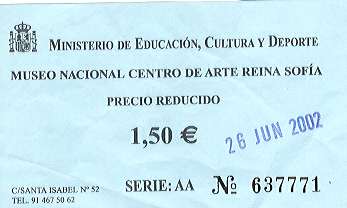 MINISTERIO DE EDUCACIÓN, CULTURA Y DEPORTE
MUSEO NACIONAL CENTRO DE ARTE REINA SOFÍA
PRECIO REDUCIDO
1,50 €
26 JUN 2002
C/SANTA ISABEL Nº 52
TEL. 91 467 50 62
SERIE: AA Nº 637771